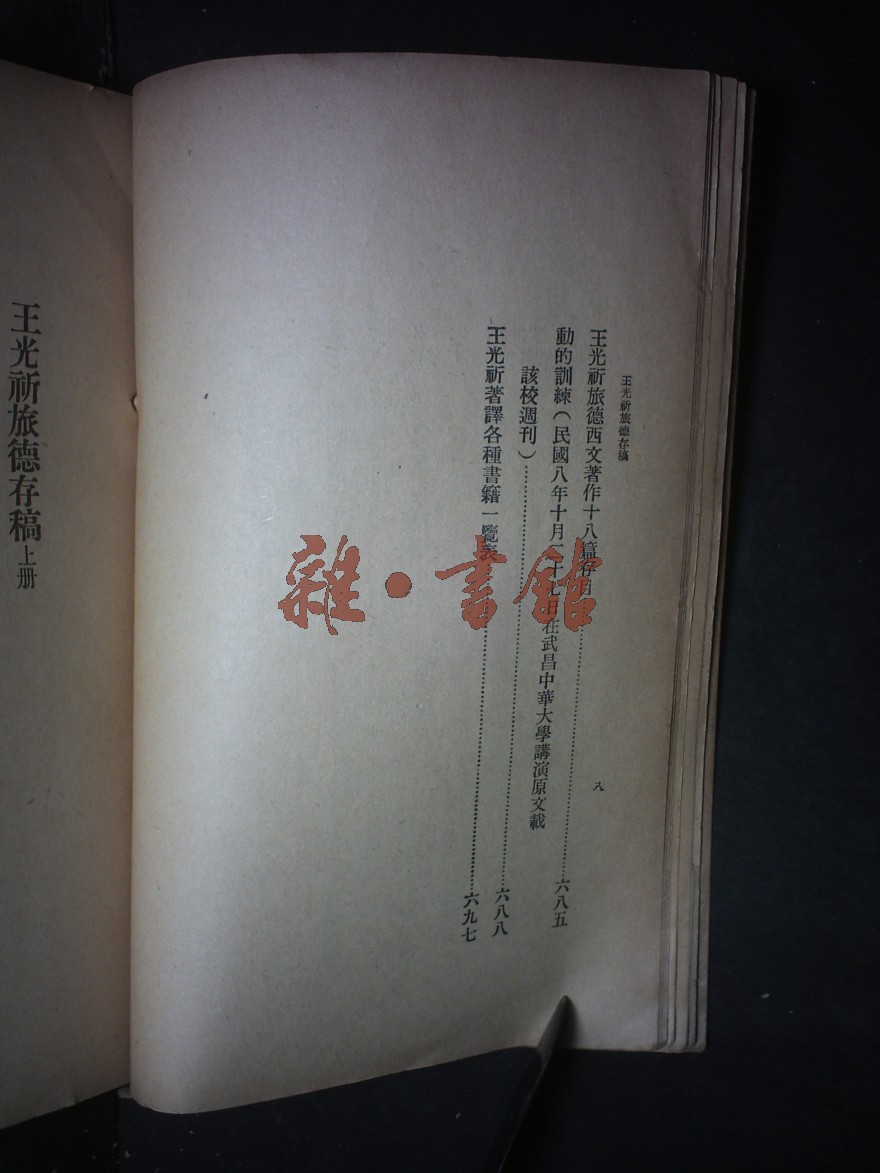 王光祈旅德存稿
八
王光祈旅德西文著作十八篇存目……六八五
動的訓練（民國八年十月二十七日在武昌中華大學講演原文載
該校週刊）……六八八
王光祈著譯各種書籍一覽表……六九七
王光祈旅德存稿上册
雜·書館